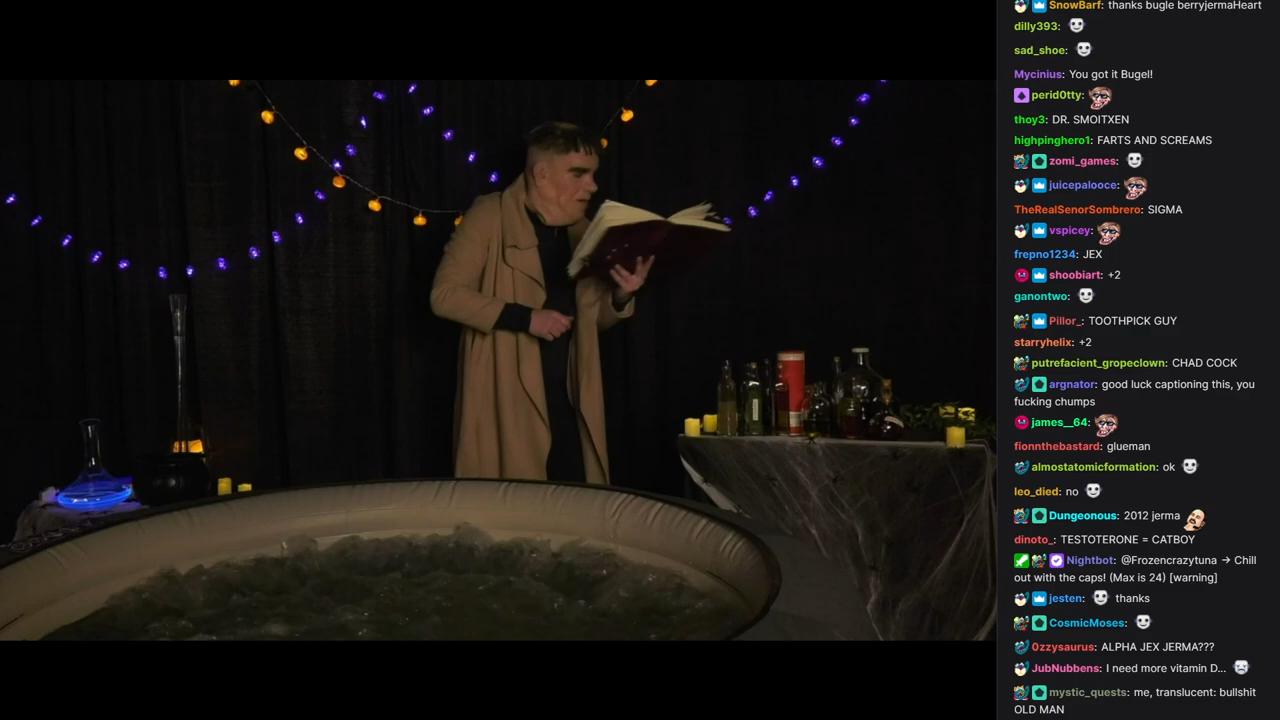 SnowBarf: thanks bugle berryjermaHeart
dilly393:
sad_shoe:
Mycinius: You got it Bugel!
perid0tty:
thoy3: DR. SMOITXEN
highpinghero1: FARTS AND SCREAMS
zomi_games:
juicepalooce:
TheRealSenorSombrero: SIGMA
vspicey:
frepno1234: JEX
shoobiart: +2
ganontwo:
Pillor_: TOOTHPICK GUY
starryhelix: +2
putrefacient_gropeclown: CHAD COCK
argnator: good luck captioning this, you
fucking chumps
james__64:
fionnthebastard: glueman
almostatomicformation: ok
leo_died: no
Dungeonous: 2012 jerma
dinoto_: TESTOTERONE = CATBOY
Nightbot: @Frozencrazytuna → Chill
out with the caps! (Max is 24) [warning]
jesten: thanks
CosmicMoses:
0zzysaurus: ALPHA JEX JERMA???
JubNubbens: I need more vitamin D...
mystic_quests: me, translucent: bullshit
OLD MAN